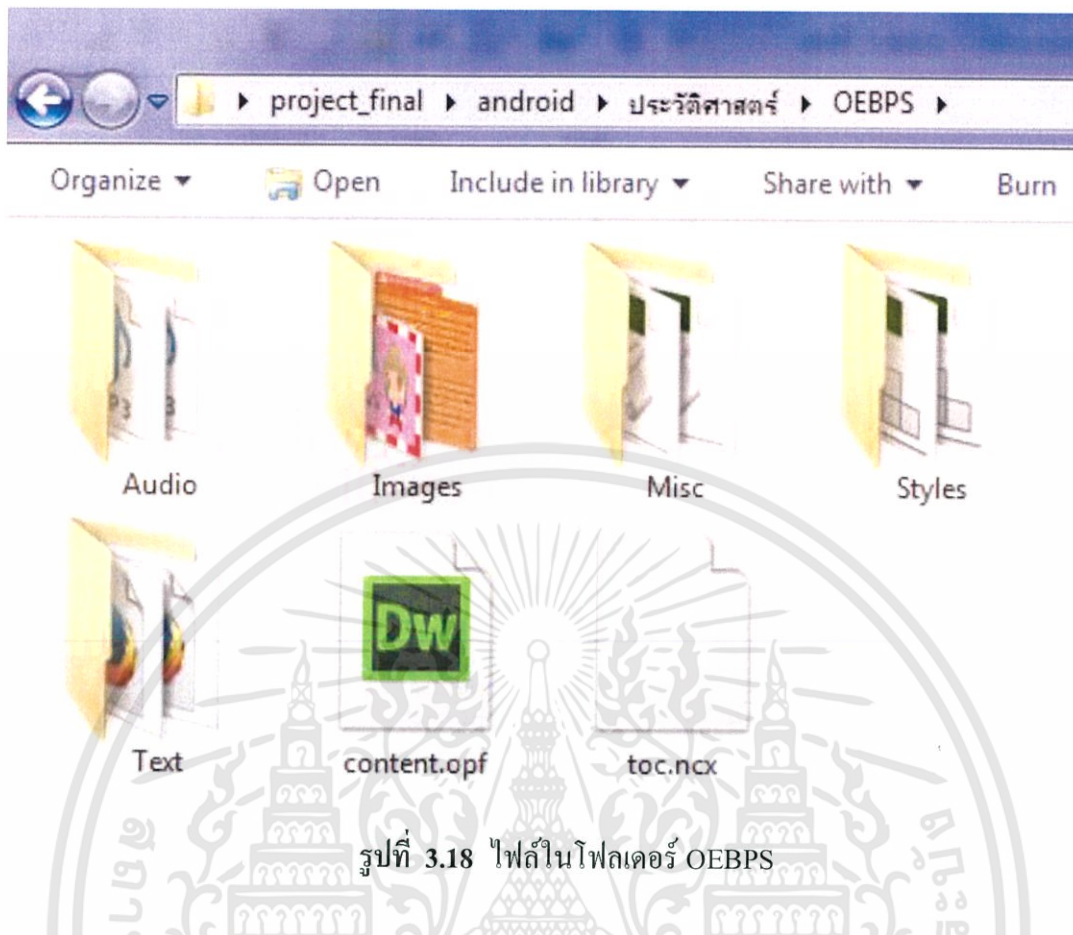 project_final ▸ android ▸ ประวัติศาสตร์ ▸ OEBPS ▸
Organize ▾ Open Include in library ▾ Share with ▾ Burn
Audio Images Misc Styles
Dw
Text content.opf toc.ncx
รูปที่ 3.18 ไฟล์ในโฟลเดอร์ OEBPS